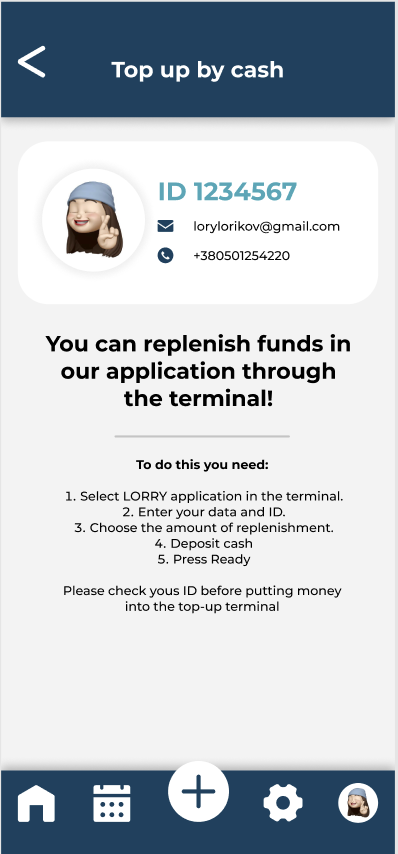 Top up by cash
ID 1234567
lorylorikov@gmail.com
+380501254220
You can replenish funds in
our application through
the terminal!
To do this you need:
1. Select LORRY application in the terminal.
2. Enter your data and ID.
3. Choose the amount of replenishment.
4. Deposit cash
5. Press Ready
Please check yous ID before putting money
into the top-up terminal